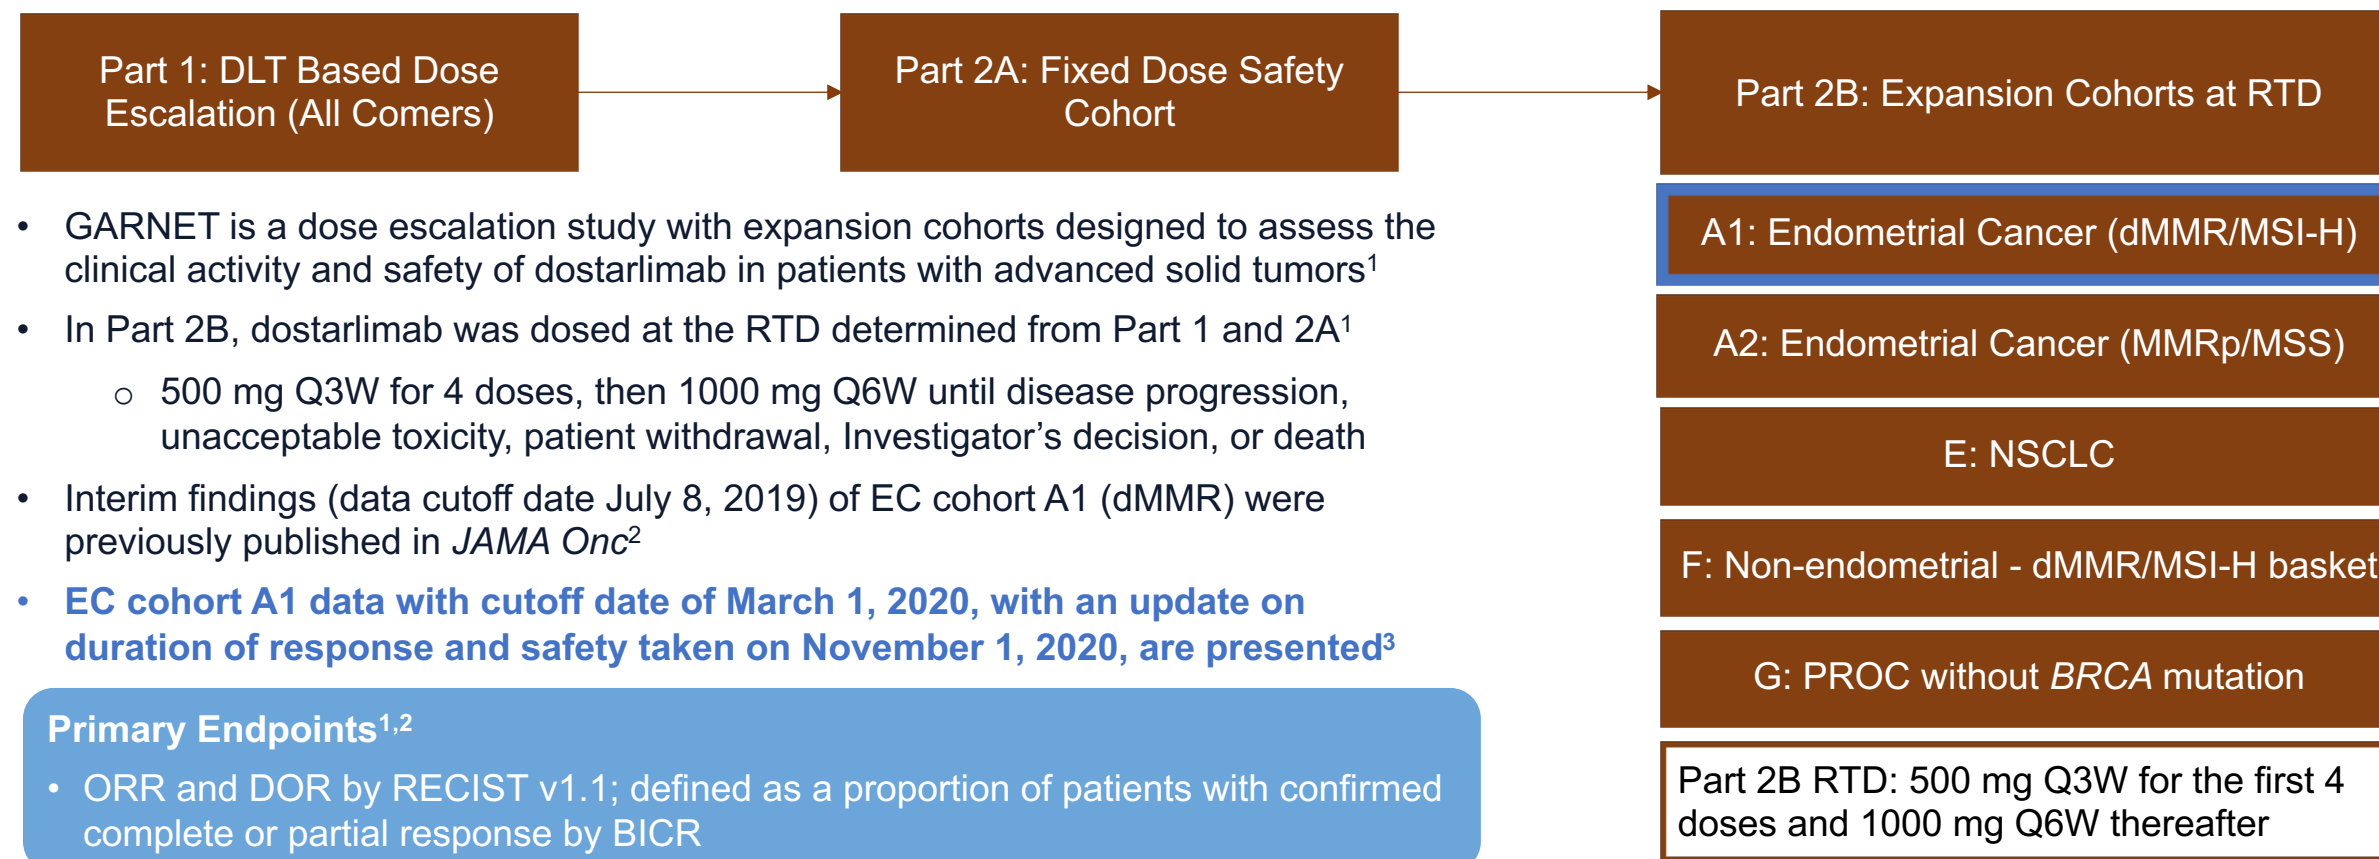 Part 1: DLT Based Dose
Escalation (All Comers)
Part 2A: Fixed Dose Safety
Cohort
Part 2B: Expansion Cohorts at RTD
• GARNET is a dose escalation study with expansion cohorts designed to assess the
clinical activity and safety of dostarlimab in patients with advanced solid tumors¹
• In Part 2B, dostarlimab was dosed at the RTD determined from Part 1 and 2A¹
○ 500 mg Q3W for 4 doses, then 1000 mg Q6W until disease progression,
unacceptable toxicity, patient withdrawal, Investigator’s decision, or death
• Interim findings (data cutoff date July 8, 2019) of EC cohort A1 (dMMR) were
previously published in JAMA Onc²
• EC cohort A1 data with cutoff date of March 1, 2020, with an update on
duration of response and safety taken on November 1, 2020, are presented³
Primary Endpoints¹,²
• ORR and DOR by RECIST v1.1; defined as a proportion of patients with confirmed
complete or partial response by BICR
A1: Endometrial Cancer (dMMR/MSI-H)
A2: Endometrial Cancer (MMRp/MSS)
E: NSCLC
F: Non-endometrial - dMMR/MSI-H basket
G: PROC without BRCA mutation
Part 2B RTD: 500 mg Q3W for the first 4
doses and 1000 mg Q6W thereafter